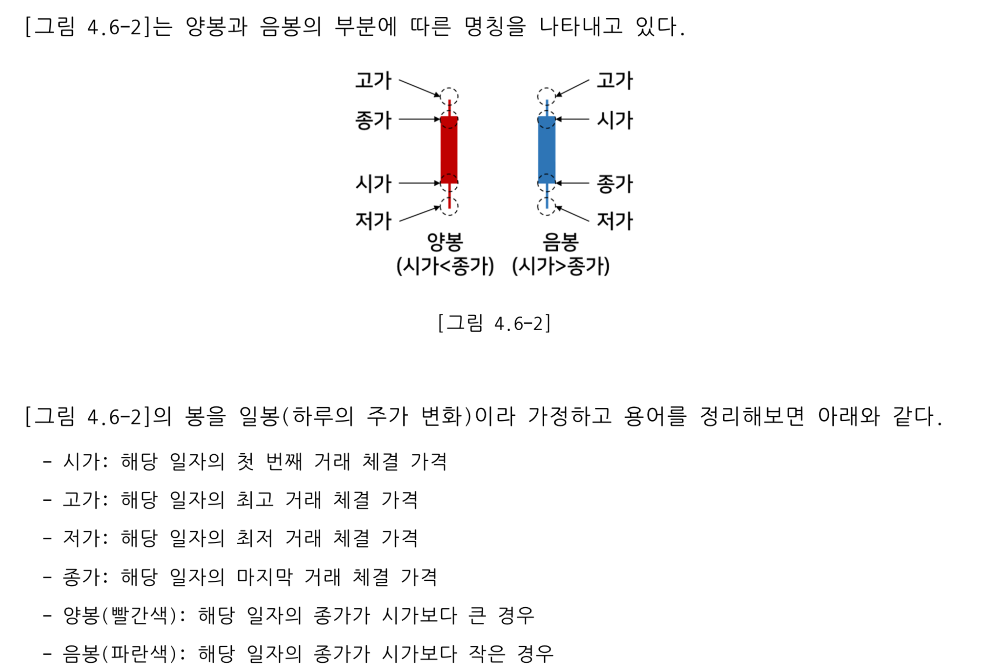 [그림 4.6-2]는 양봉과 음봉의 부분에 따른 명칭을 나타내고 있다.
고가 고가
종가 시가
시가 종가
저가 저가
양봉 음봉
(시가<종가) (시가>종가)
[그림 4.6-2]
[그림 4.6-2]의 봉을 일봉(하루의 주가 변화)이라 가정하고 용어를 정리해보면 아래와 같다.
- 시가: 해당 일자의 첫 번째 거래 체결 가격
- 고가: 해당 일자의 최고 거래 체결 가격
- 저가: 해당 일자의 최저 거래 체결 가격
- 종가: 해당 일자의 마지막 거래 체결 가격
- 양봉(빨간색): 해당 일자의 종가가 시가보다 큰 경우
- 음봉(파란색): 해당 일자의 종가가 시가보다 작은 경우